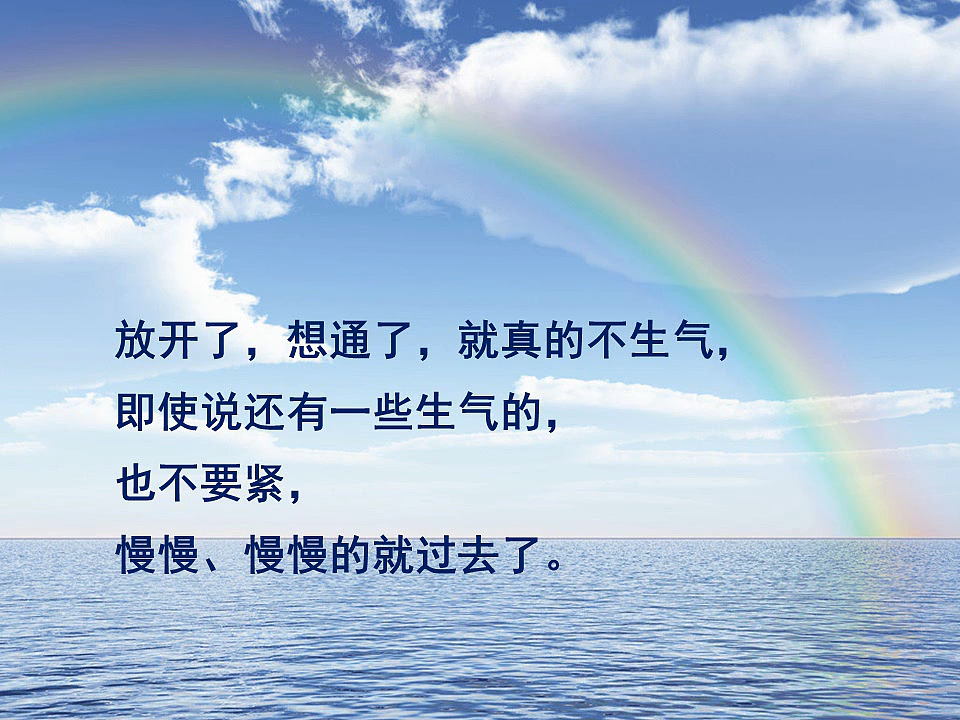 放开了，想通了，就真的不生气，
即使说还有一些生气的，
也不要紧，
慢慢、慢慢的就过去了。